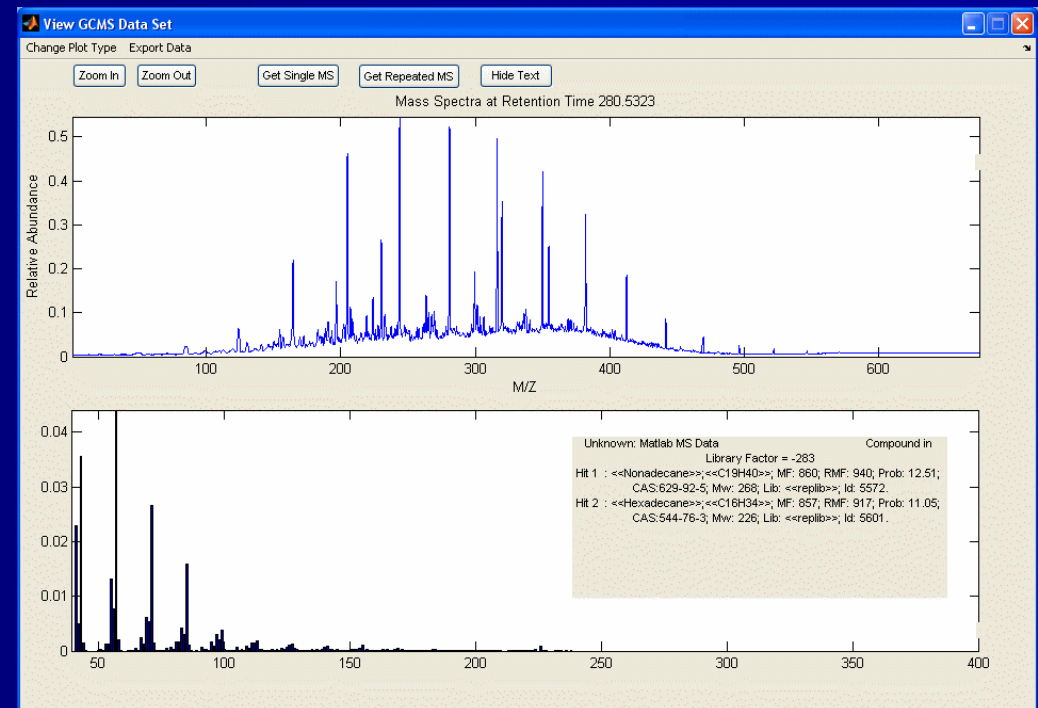 View GCMS Data Set
Change Plot Type Export Data
Zoom In Zoom Out Get Single MS Get Repeated MS Hide Text
Mass Spectra at Retention Time 280.5323
Relative Abundance
0.5
0.4
0.3
0.2
0.1
0
100 200 300 400 500 600
M/Z
0.04
0.03
0.02
0.01
0
50 100 150 200 250 300 350 400
Unknown: Matlab MS Data Compound in
Library Factor = -283
Hit 1 : <<Nonadecane>>;<<C19H40>>; MF: 860; RMF: 940; Prob: 12.51;
CAS:629-92-5; Mw: 268; Lib: <<replib>>; Id: 5572.
Hit 2 : <<Hexadecane>>;<<C16H34>>; MF: 857; RMF: 917; Prob: 11.05;
CAS:544-76-3; Mw: 226; Lib: <<replib>>; Id: 5601.